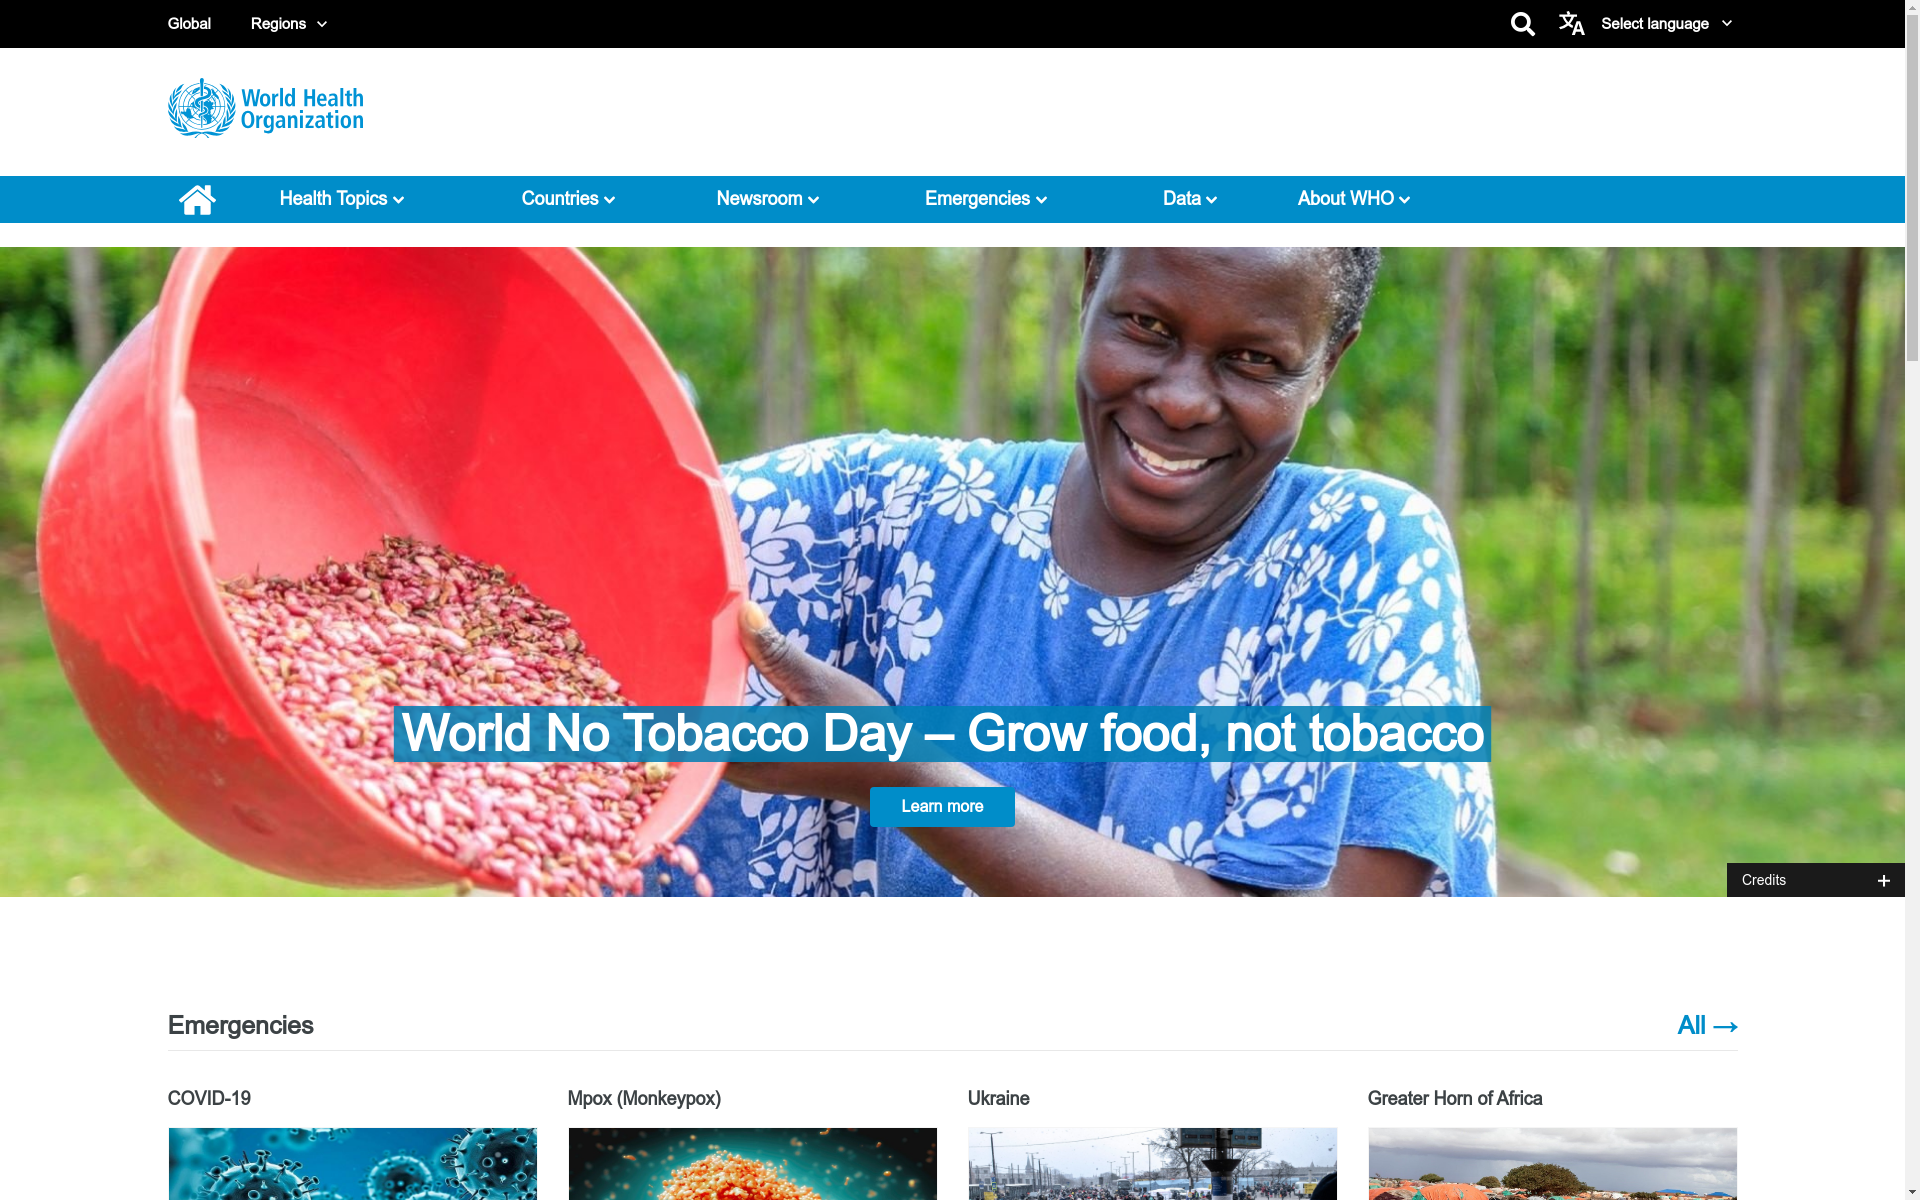 Global
Regions
Select language
World Health
Organization
Health Topics
Countries
Newsroom
Emergencies
Data
About WHO
World No Tobacco Day – Grow food, not tobacco
Learn more
Credits
Emergencies
All →
COVID-19
Mpox (Monkeypox)
Ukraine
Greater Horn of Africa